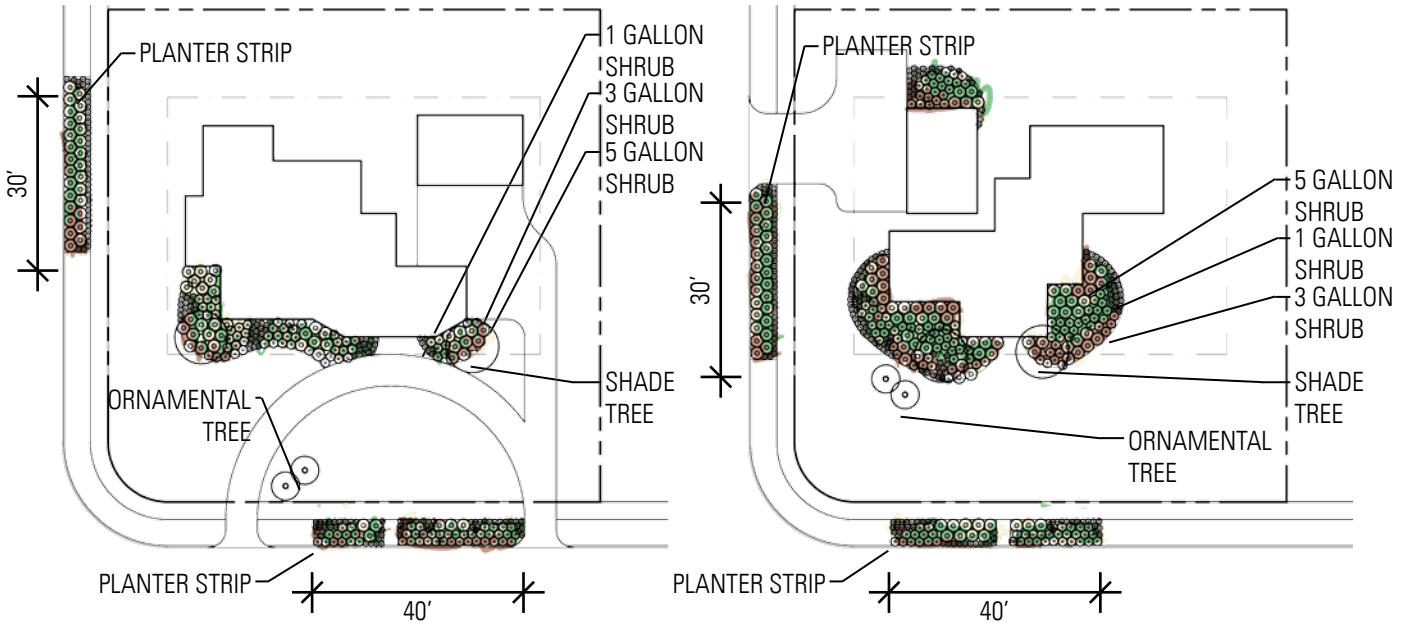 PLANTER STRIP
1 GALLON
SHRUB
3 GALLON
SHRUB
5 GALLON
SHRUB
30′
SHADE
TREE
ORNAMENTAL
TREE
PLANTER STRIP
40′
PLANTER STRIP
5 GALLON
SHRUB
1 GALLON
SHRUB
3 GALLON
SHRUB
30′
SHADE
TREE
ORNAMENTAL
TREE
PLANTER STRIP
40′